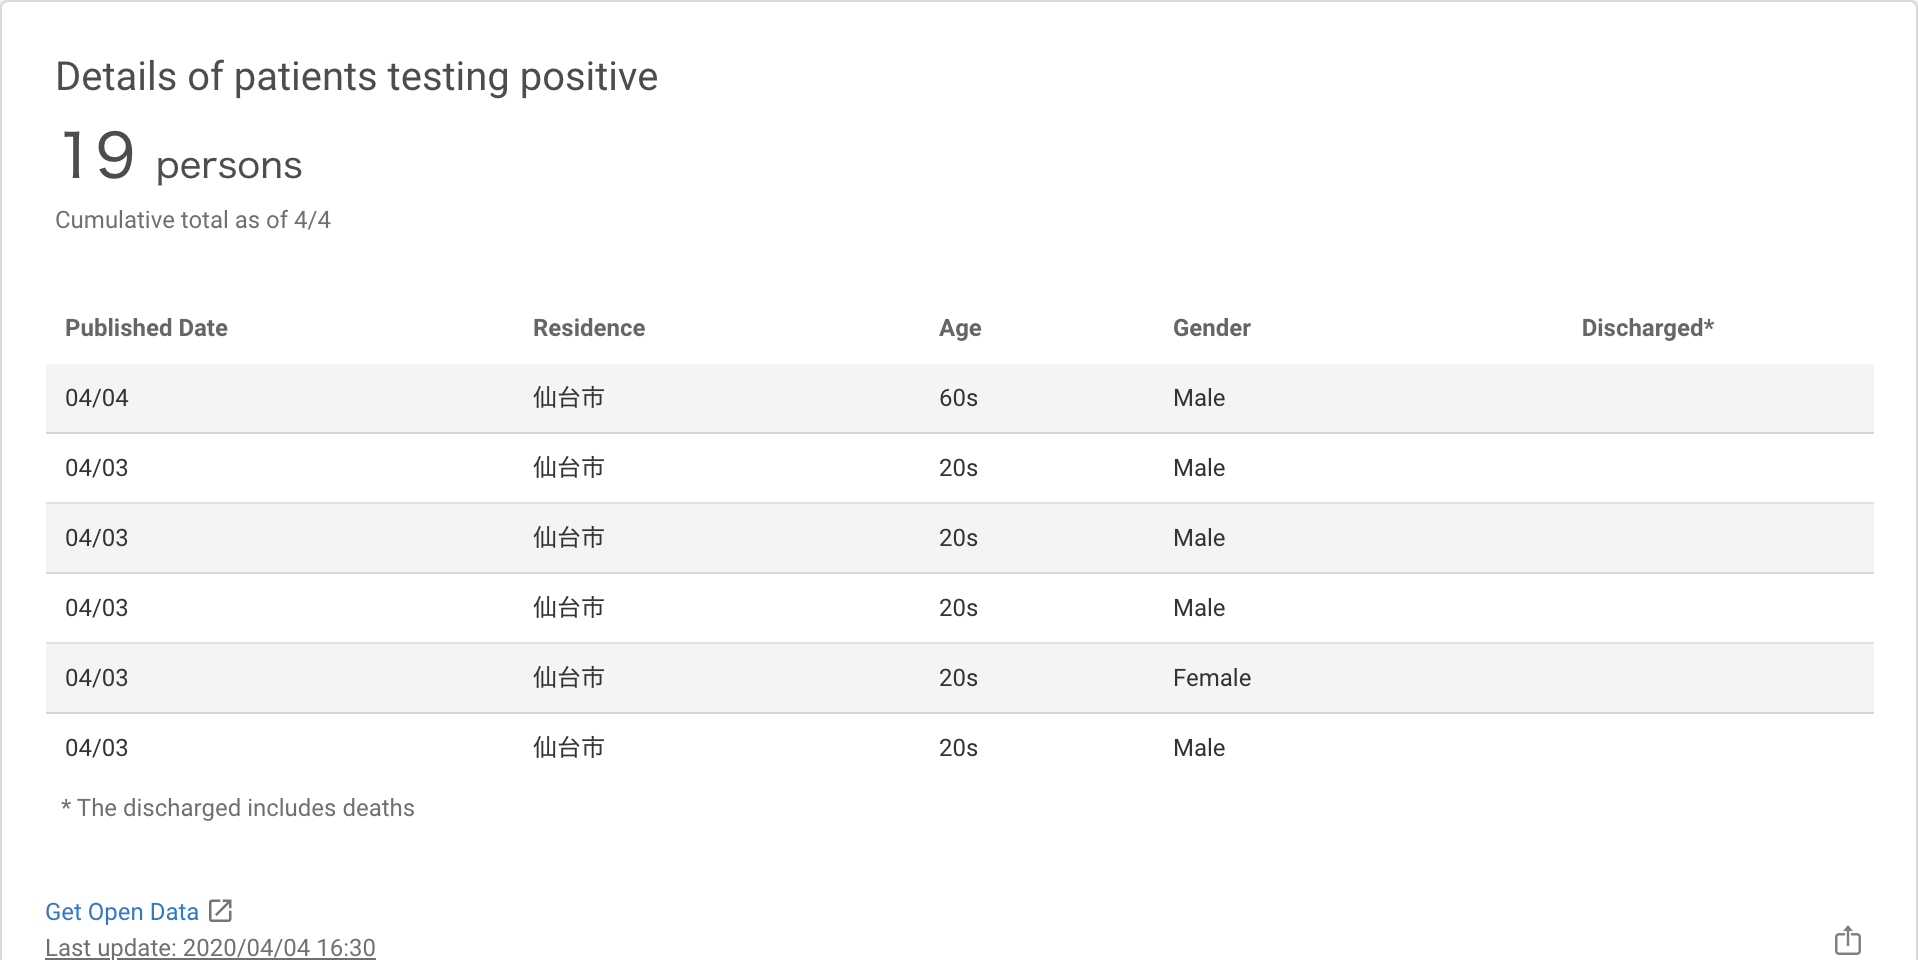 Details of patients testing positive
19 persons
Cumulative total as of 4/4
Published Date Residence Age Gender Discharged*
04/04 仙台市 60s Male
04/03 仙台市 20s Male
04/03 仙台市 20s Male
04/03 仙台市 20s Male
04/03 仙台市 20s Female
04/03 仙台市 20s Male
* The discharged includes deaths
Get Open Data
Last update: 2020/04/04 16:30